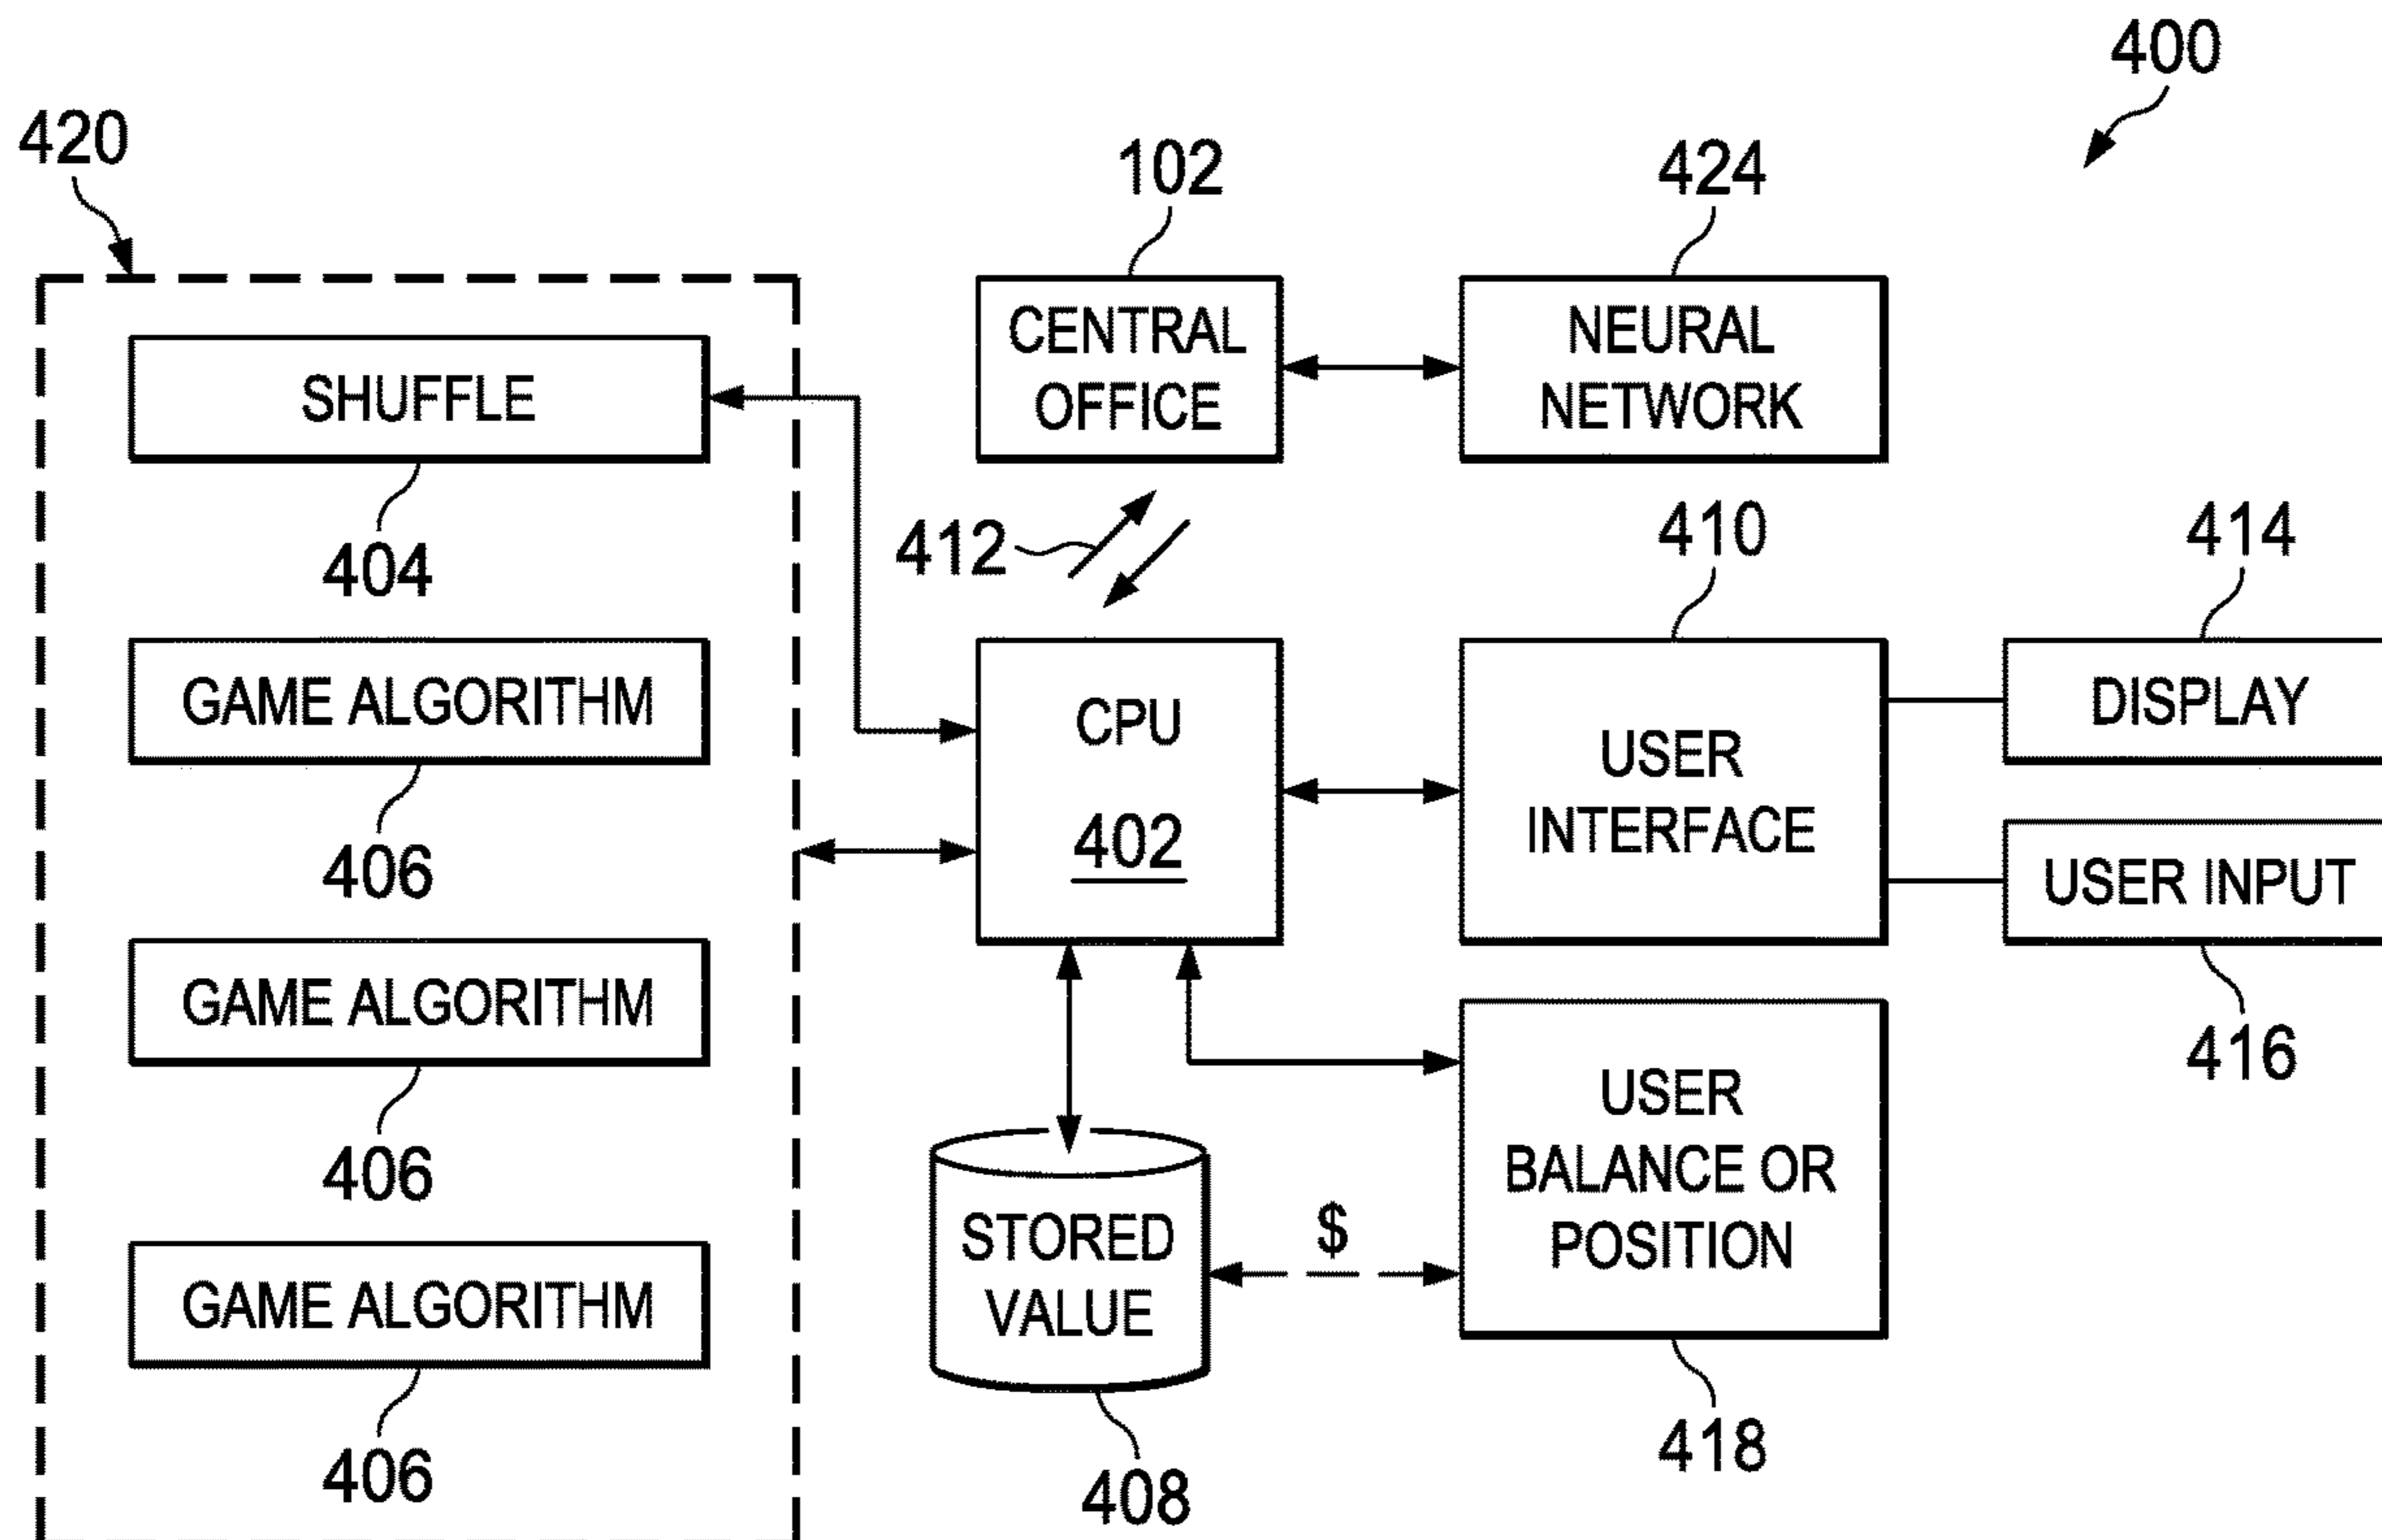 400
420
102
424
CENTRAL
OFFICE
NEURAL
NETWORK
SHUFFLE
404
412
410
414
GAME ALGORITHM
406
CPU
402
USER
INTERFACE
DISPLAY
USER INPUT
416
GAME ALGORITHM
406
STORED
VALUE
408
$
USER
BALANCE OR
POSITION
418
GAME ALGORITHM
406